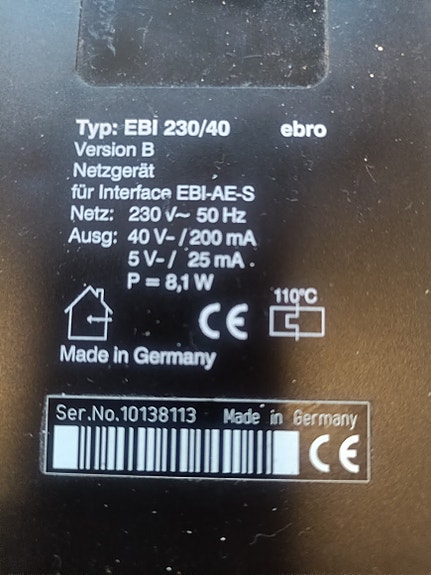 Typ: EBI 230/40 ebro
Version B
Netzgerät
für Interface EBI-AE-S
Netz: 230 V~ 50 Hz
Ausg: 40 V- / 200 mA
5 V- / 25 mA
P = 8,1 W
110°C
CE
Made in Germany
Ser.No.10138113 Made in Germany
CE